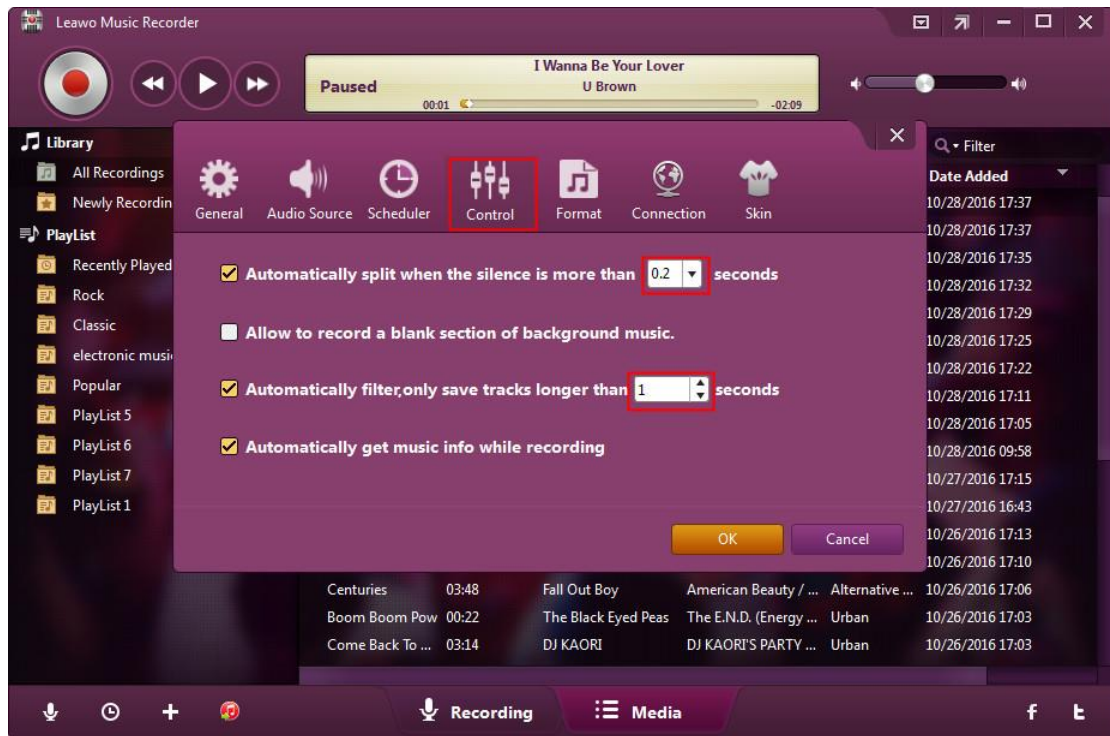 Leawo Music Recorder
I Wanna Be Your Lover
Paused
U Brown
00:01
-02:09
Library
All Recordings
Newly Recordin
PlayList
Recently Played
Rock
Classic
electronic music
Popular
PlayList 5
PlayList 6
PlayList 7
PlayList 1
General
Audio Source
Scheduler
Control
Format
Connection
Skin
Automatically split when the silence is more than 0.2 seconds
Allow to record a blank section of background music.
Automatically filter,only save tracks longer than 1 seconds
Automatically get music info while recording
OK
Cancel
Filter
Date Added
10/28/2016 17:37
10/28/2016 17:37
10/28/2016 17:35
10/28/2016 17:32
10/28/2016 17:29
10/28/2016 17:25
10/28/2016 17:22
10/28/2016 17:11
10/28/2016 17:05
10/28/2016 09:58
10/27/2016 17:15
10/27/2016 16:43
10/26/2016 17:13
10/26/2016 17:10
Centuries 03:48 Fall Out Boy American Beauty / ... Alternative ... 10/26/2016 17:06
Boom Boom Pow 00:22 The Black Eyed Peas The E.N.D. (Energy ... Urban 10/26/2016 17:03
Come Back To ... 03:14 DJ KAORI DJ KAORI'S PARTY ... Urban 10/26/2016 17:03
Recording
Media